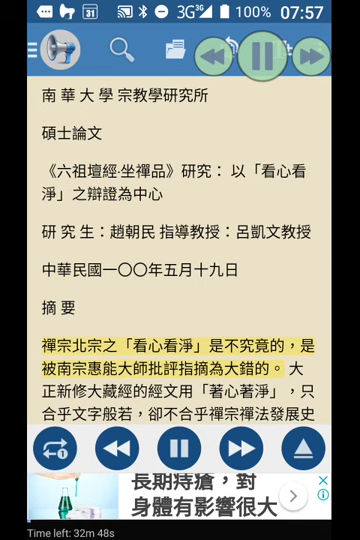 31
3G
3G
100%
07:57
南 華 大 學 宗教學研究所
碩士論文
《六祖壇經‧坐禪品》研究： 以「看心看
淨」之辯證為中心
研 究 生：趙朝民 指導教授：呂凱文教授
中華民國一〇〇年五月十九日
摘 要
禪宗北宗之「看心看淨」是不究竟的，是
被南宗惠能大師批評指摘為大錯的。 大
正新修大藏經的經文用「著心著淨」，只
合乎文字般若，卻不合乎禪宗禪法發展史
1
長期痔瘡，對
身體有影響很大
Time left: 32m 48s